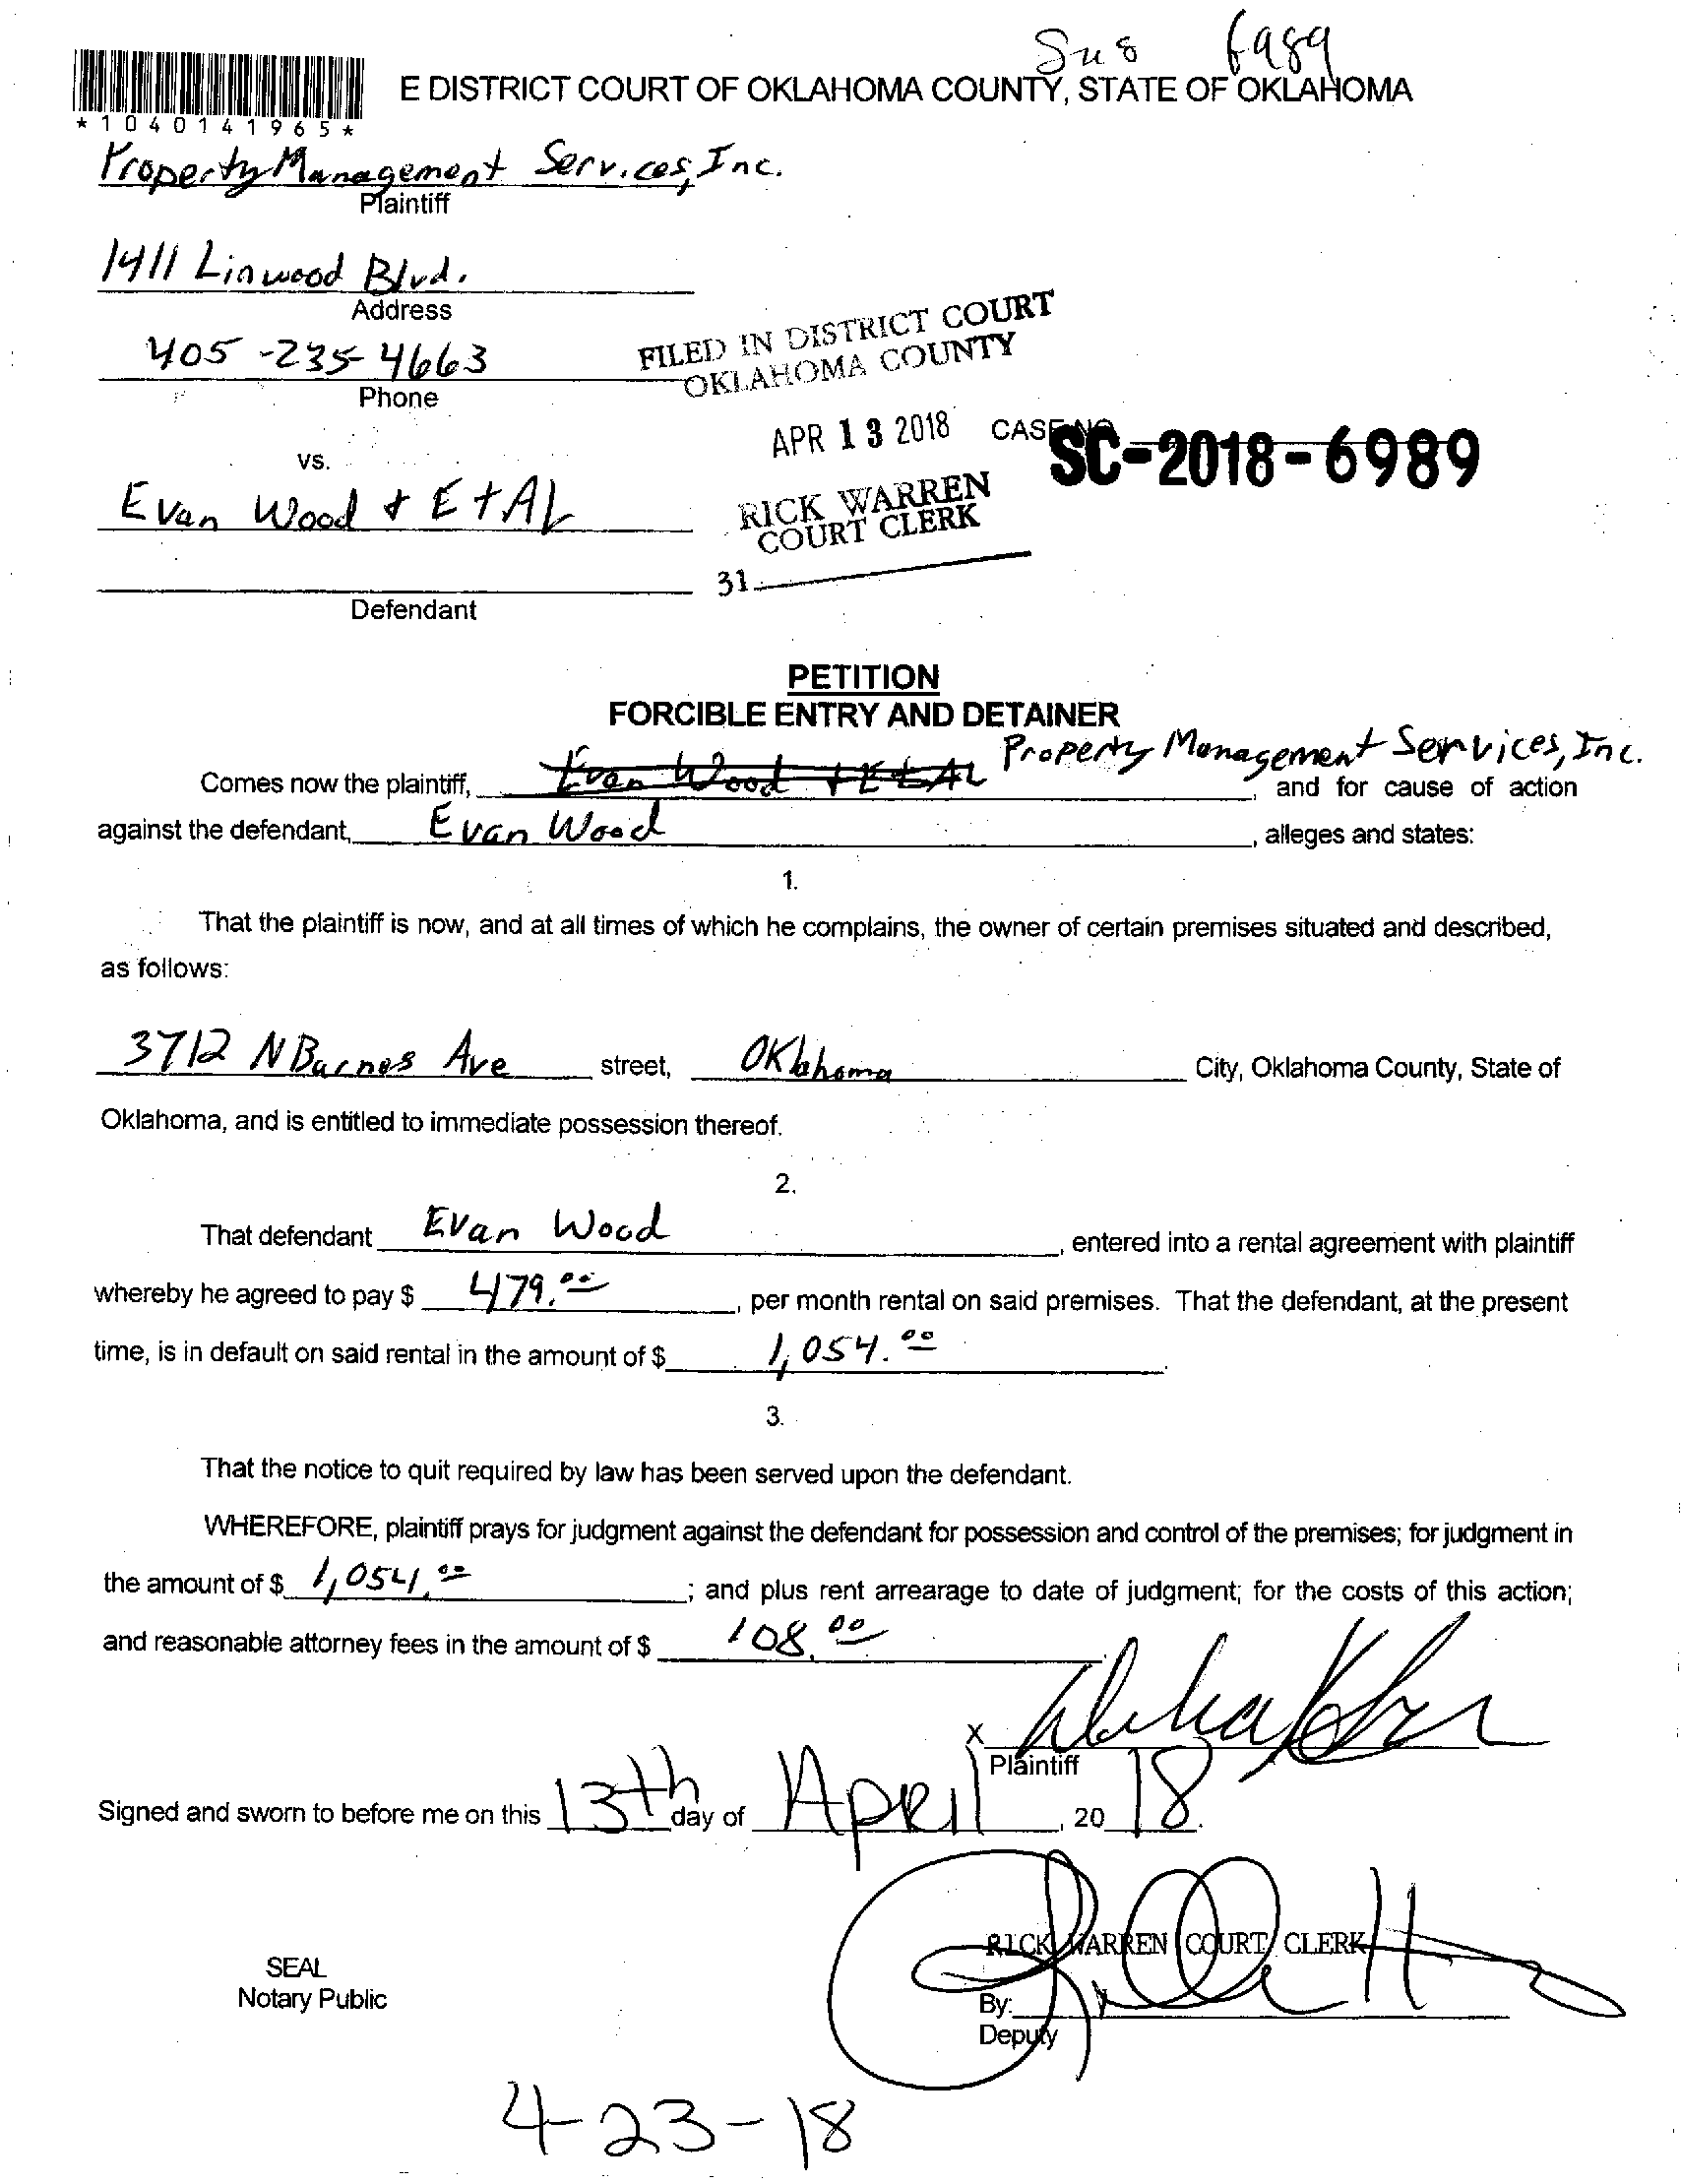 6989
E DISTRICT COURT OF OKLAHOMA COUNTY, STATE OF OKLAHOMA
*1040141965*
Property Management Services, Inc.
Plaintiff
1411 Linwood Blvd.
Address
405-235-4663
Phone
FILED IN DISTRICT COURT
OKLAHOMA COUNTY
APR 13 2018
CASE NO.
SC-2018-6989
vs.
Evan Wood & EtAL
RICK WARREN
COURT CLERK
31
Defendant
PETITION
FORCIBLE ENTRY AND DETAINER
Property Management Services, Inc.
Comes now the plaintiff, Evan Wood & EtAL, and for cause of action
against the defendant, Evan Wood, alleges and states:
1.
That the plaintiff is now, and at all times of which he complains, the owner of certain premises situated and described,
as follows:
3712 N Barnes Ave street, Oklahoma City, Oklahoma County, State of
Oklahoma, and is entitled to immediate possession thereof.
2.
That defendant Evan Wood, entered into a rental agreement with plaintiff
whereby he agreed to pay $ 479.00, per month rental on said premises. That the defendant, at the present
time, is in default on said rental in the amount of $ 1,054.00.
3.
That the notice to quit required by law has been served upon the defendant.
WHEREFORE, plaintiff prays for judgment against the defendant for possession and control of the premises; for judgment in
the amount of $ 1,054.00; and plus rent arrearage to date of judgment; for the costs of this action;
and reasonable attorney fees in the amount of $ 108.00.
X
Plaintiff
Signed and sworn to before me on this 13th day of April, 2018.
RICK WARREN COURT CLERK
SEAL
Notary Public
By:
Deputy
4-23-18